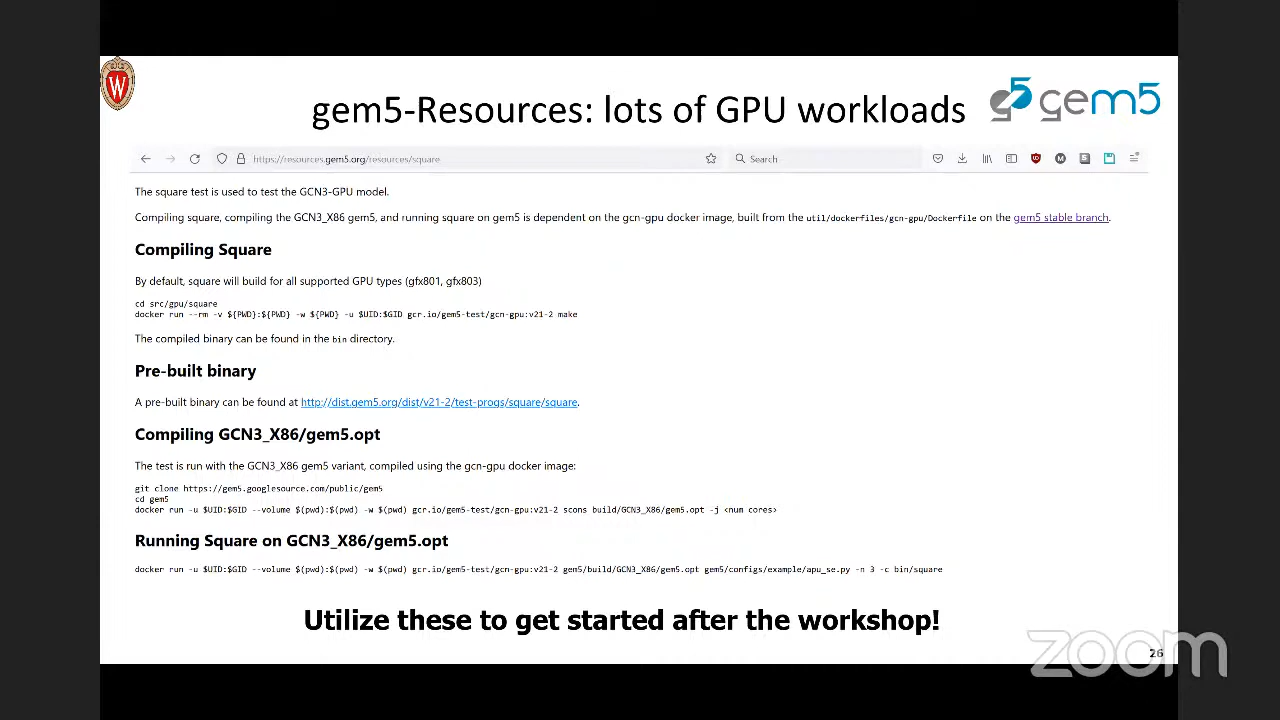 W
gem5-Resources: lots of GPU workloads
gem5
https://resources.gem5.org/resources/square
Search
The square test is used to test the GCN3-GPU model.
Compiling square, compiling the GCN3_X86 gem5, and running square on gem5 is dependent on the gcn-gpu docker image, built from the util/dockerfiles/gcn-gpu/Dockerfile on the gem5 stable branch.
Compiling Square
By default, square will build for all supported GPU types (gfx801, gfx803)
cd src/gpu/square
docker run --rm -v ${PWD}:${PWD} -w ${PWD} -u $UID:$GID gcr.io/gem5-test/gcn-gpu:v21-2 make
The compiled binary can be found in the bin directory.
Pre-built binary
A pre-built binary can be found at http://dist.gem5.org/dist/v21-2/test-progs/square/square.
Compiling GCN3_X86/gem5.opt
The test is run with the GCN3_X86 gem5 variant, compiled using the gcn-gpu docker image:
git clone https://gem5.googlesource.com/public/gem5
cd gem5
docker run -u $UID:$GID --volume $(pwd):$(pwd) -w $(pwd) gcr.io/gem5-test/gcn-gpu:v21-2 scons build/GCN3_X86/gem5.opt -j <num cores>
Running Square on GCN3_X86/gem5.opt
docker run -u $UID:$GID --volume $(pwd):$(pwd) -w $(pwd) gcr.io/gem5-test/gcn-gpu:v21-2 gem5/build/GCN3_X86/gem5.opt gem5/configs/example/apu_se.py -n 3 -c bin/square
Utilize these to get started after the workshop!
26
zoom